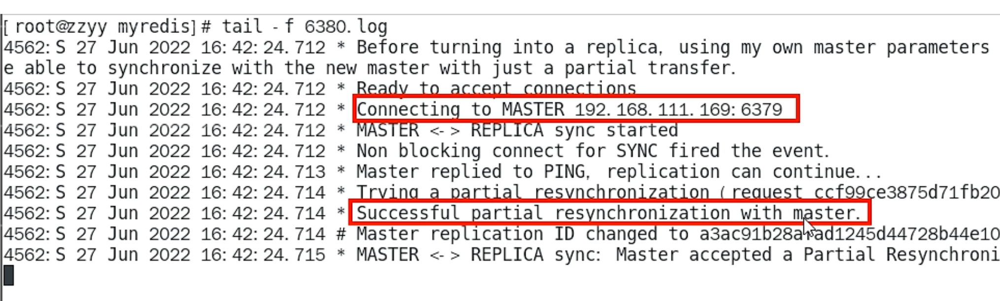 [root@zzyy myredis]# tail -f 6380.log
4562:S 27 Jun 2022 16:42:24.712 * Before turning into a replica, using my own master parameters
e able to synchronize with the new master with just a partial transfer.
4562:S 27 Jun 2022 16:42:24.712 * Ready to accept connections
4562:S 27 Jun 2022 16:42:24.712 * Connecting to MASTER 192.168.111.169:6379
4562:S 27 Jun 2022 16:42:24.712 * MASTER <-> REPLICA sync started
4562:S 27 Jun 2022 16:42:24.712 * Non blocking connect for SYNC fired the event.
4562:S 27 Jun 2022 16:42:24.713 * Master replied to PING, replication can continue...
4562:S 27 Jun 2022 16:42:24.714 * Trying a partial resynchronization (request ccf99ce3875d71fb20
4562:S 27 Jun 2022 16:42:24.714 * Successful partial resynchronization with master.
4562:S 27 Jun 2022 16:42:24.714 # Master replication ID changed to
4562:S 27 Jun 2022 16:42:24.715 * MASTER <-> REPLICA sync: Master accepted a Partial Resynchroni